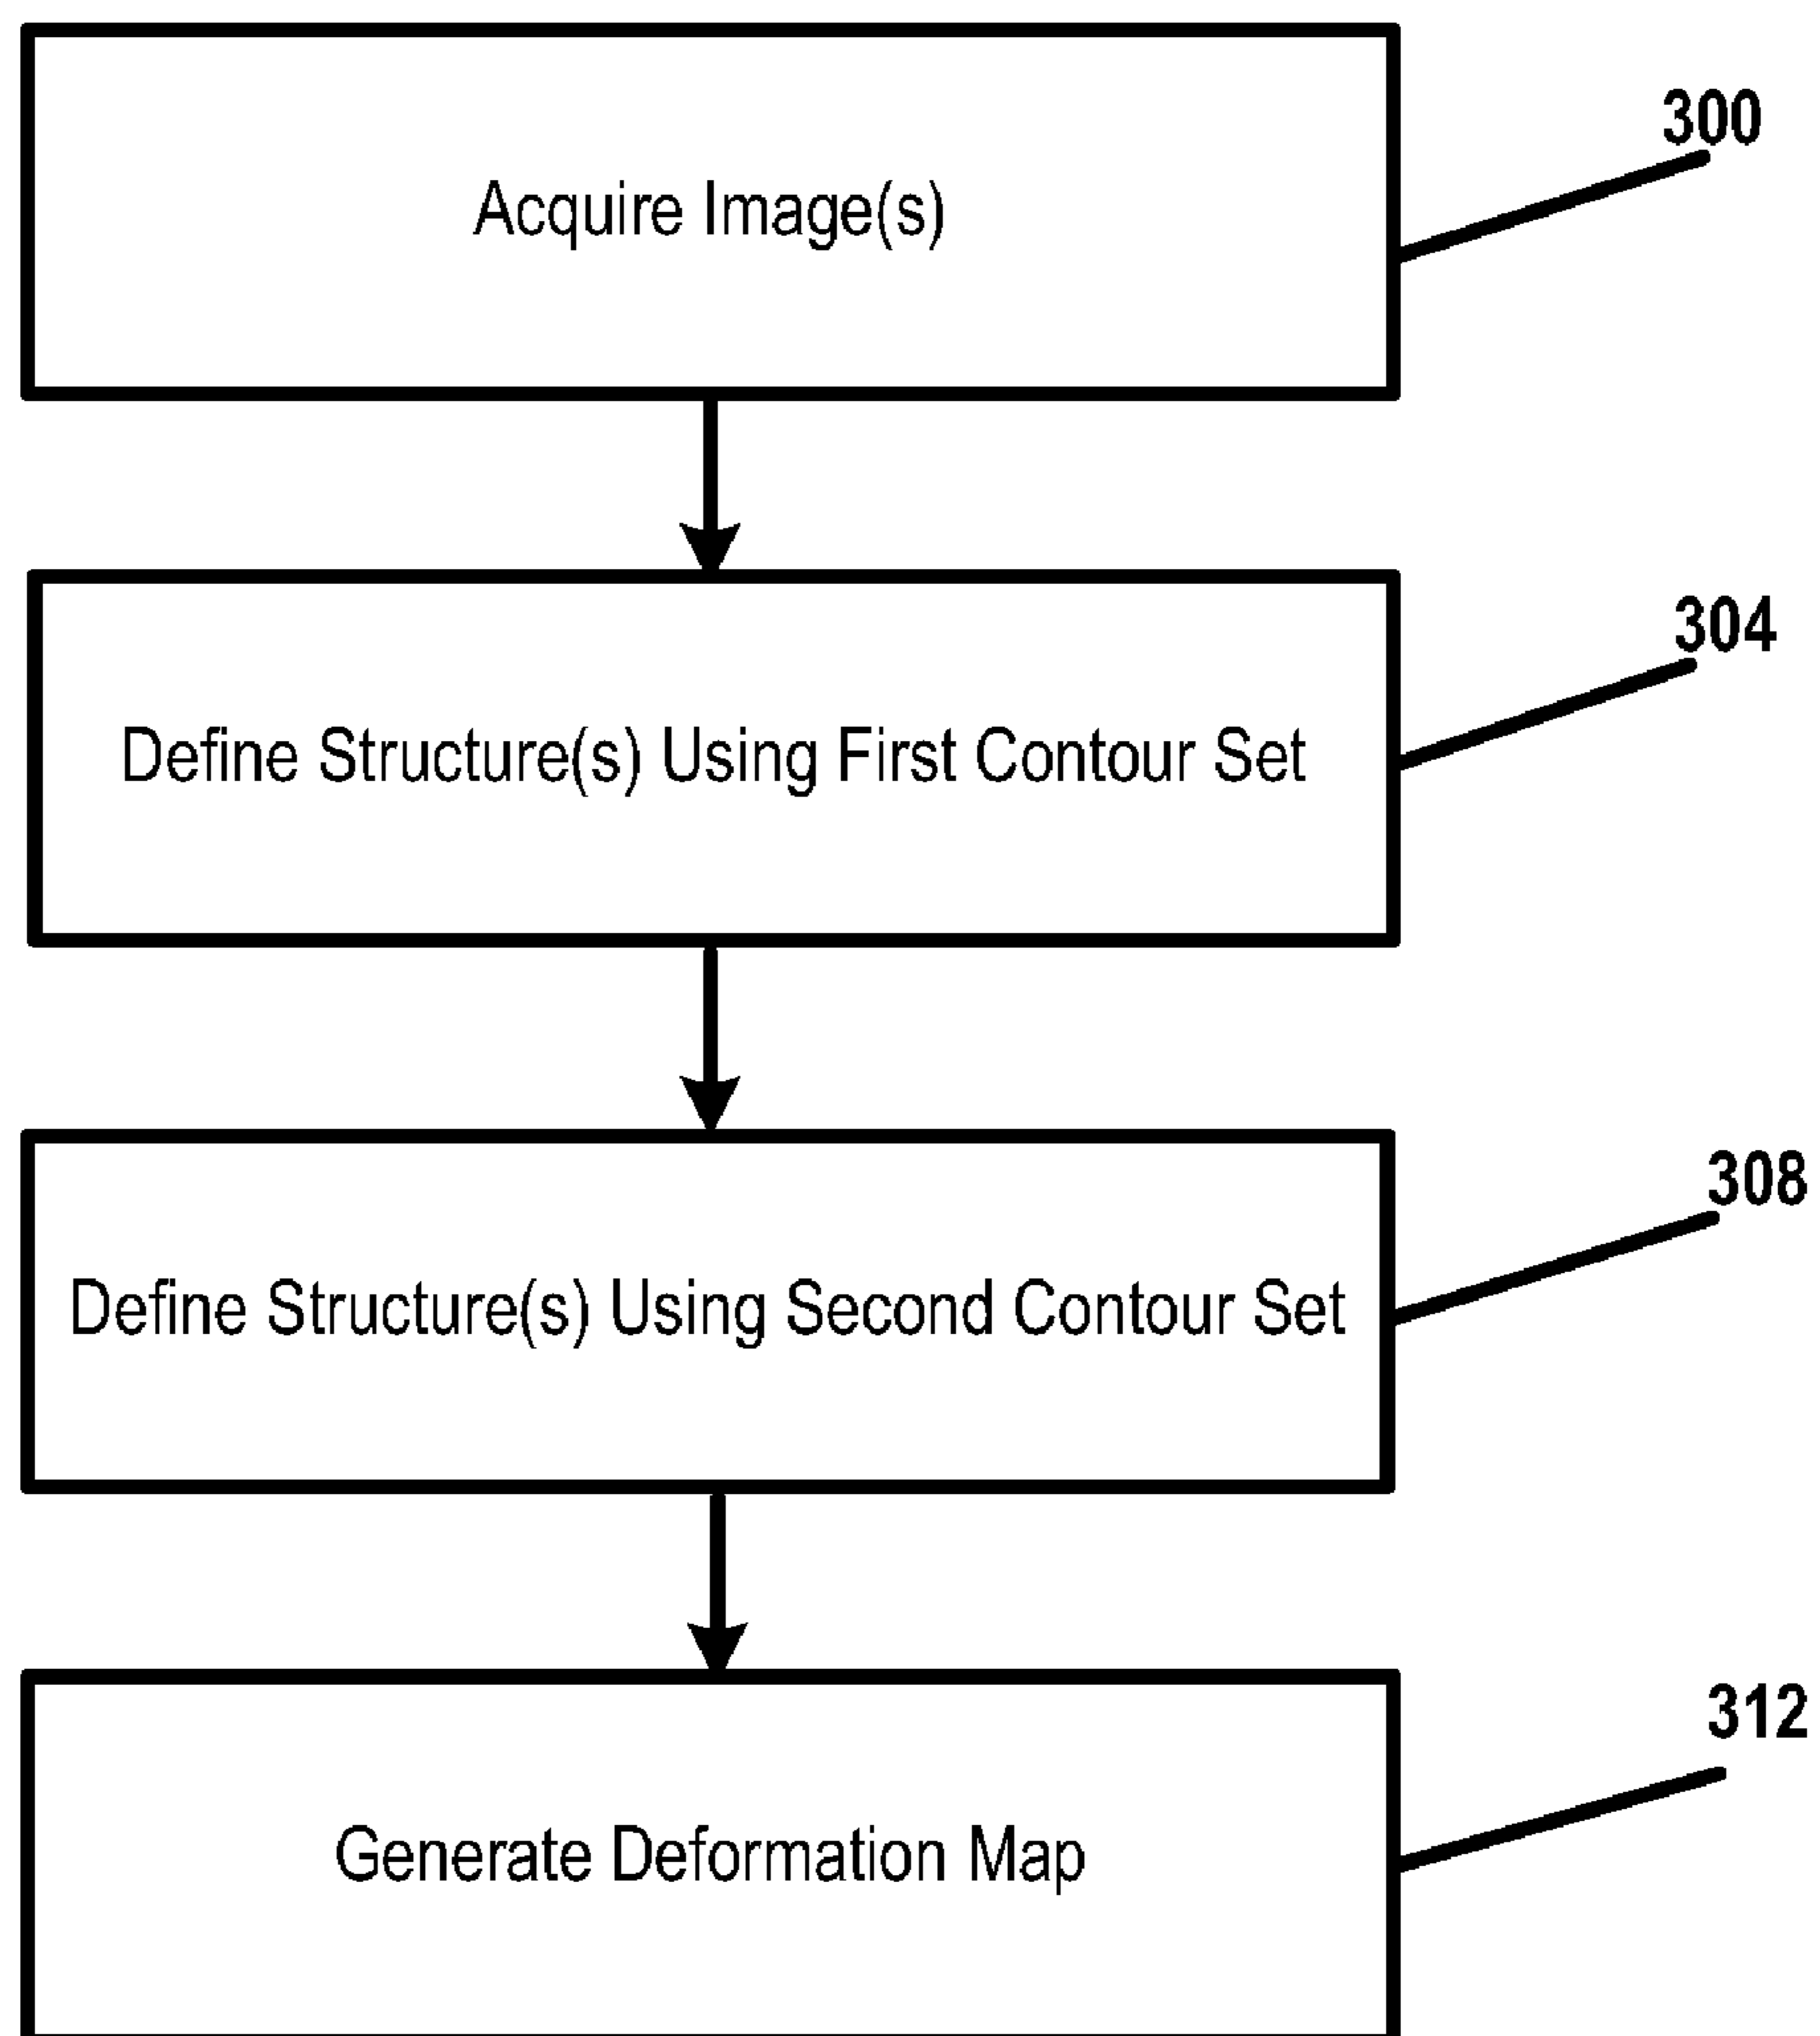 Acquire Image(s)
300
Define Structure(s) Using First Contour Set
304
Define Structure(s) Using Second Contour Set
308
Generate Deformation Map
312